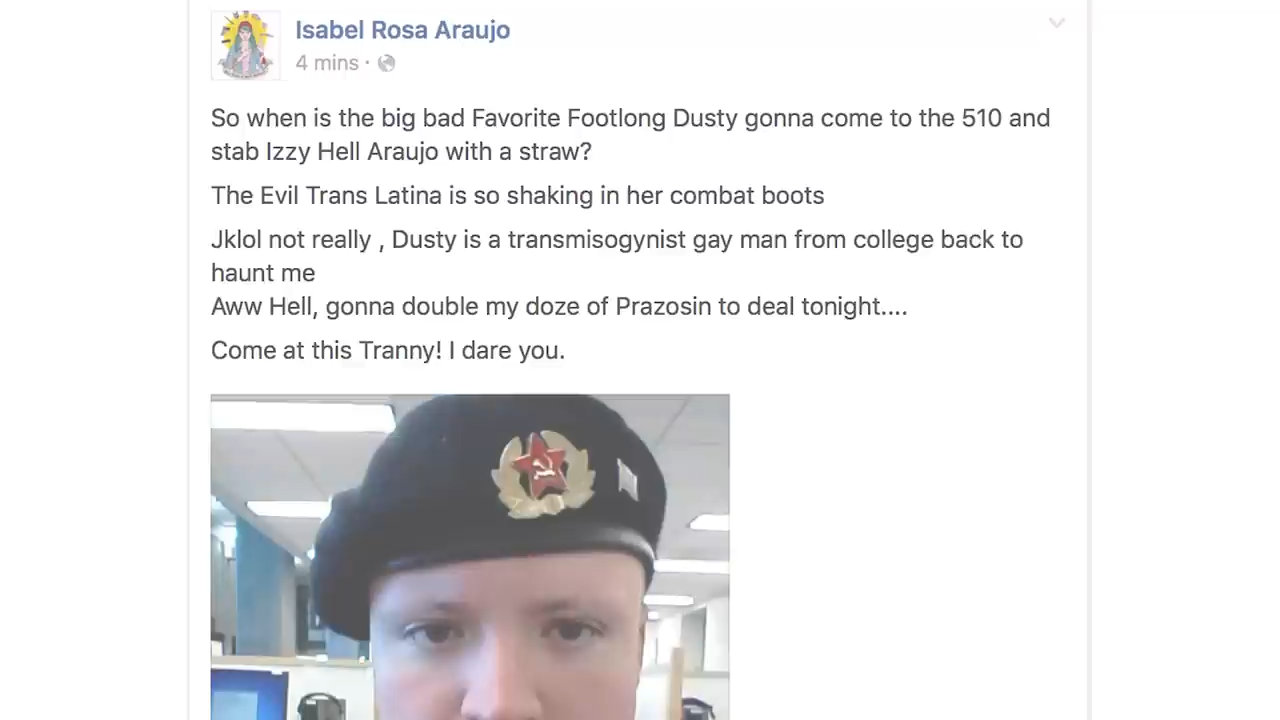 Isabel Rosa Araujo
4 mins ·
So when is the big bad Favorite Footlong Dusty gonna come to the 510 and
stab Izzy Hell Araujo with a straw?
The Evil Trans Latina is so shaking in her combat boots
Jklol not really , Dusty is a transmisogynist gay man from college back to
haunt me
Aww Hell, gonna double my doze of Prazosin to deal tonight....
Come at this Tranny! I dare you.